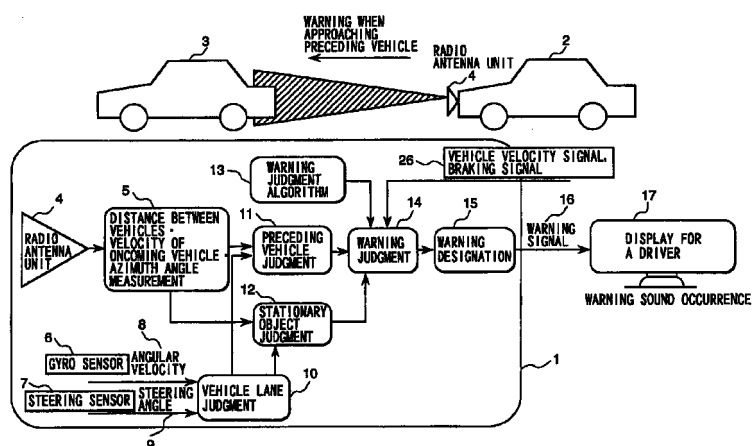 WARNING WHEN
APPROACHING
PRECEDING VEHICLE
RADIO
ANTENNA UNIT
3
4
2
26
VEHICLE VELOCITY SIGNAL,
BRAKING SIGNAL
13
WARNING
JUDGMENT
ALGORITHM
4
RADIO ANTENNA
UNIT
5
DISTANCE BETWEEN
VEHICLES ·
VELOCITY OF
ONCOMING VEHICLE ·
AZIMUTH ANGLE
MEASUREMENT
11
PRECEDING
VEHICLE
JUDGMENT
14
WARNING
JUDGMENT
15
WARNING
DESIGNATION
16
WARNING
SIGNAL
17
DISPLAY FOR
A DRIVER
WARNING SOUND OCCURRENCE
12
STATIONARY
OBJECT
JUDGMENT
6
GYRO SENSOR
8
ANGULAR
VELOCITY
7
STEERING SENSOR
STEERING
ANGLE
9
VEHICLE LANE
JUDGMENT
10
1